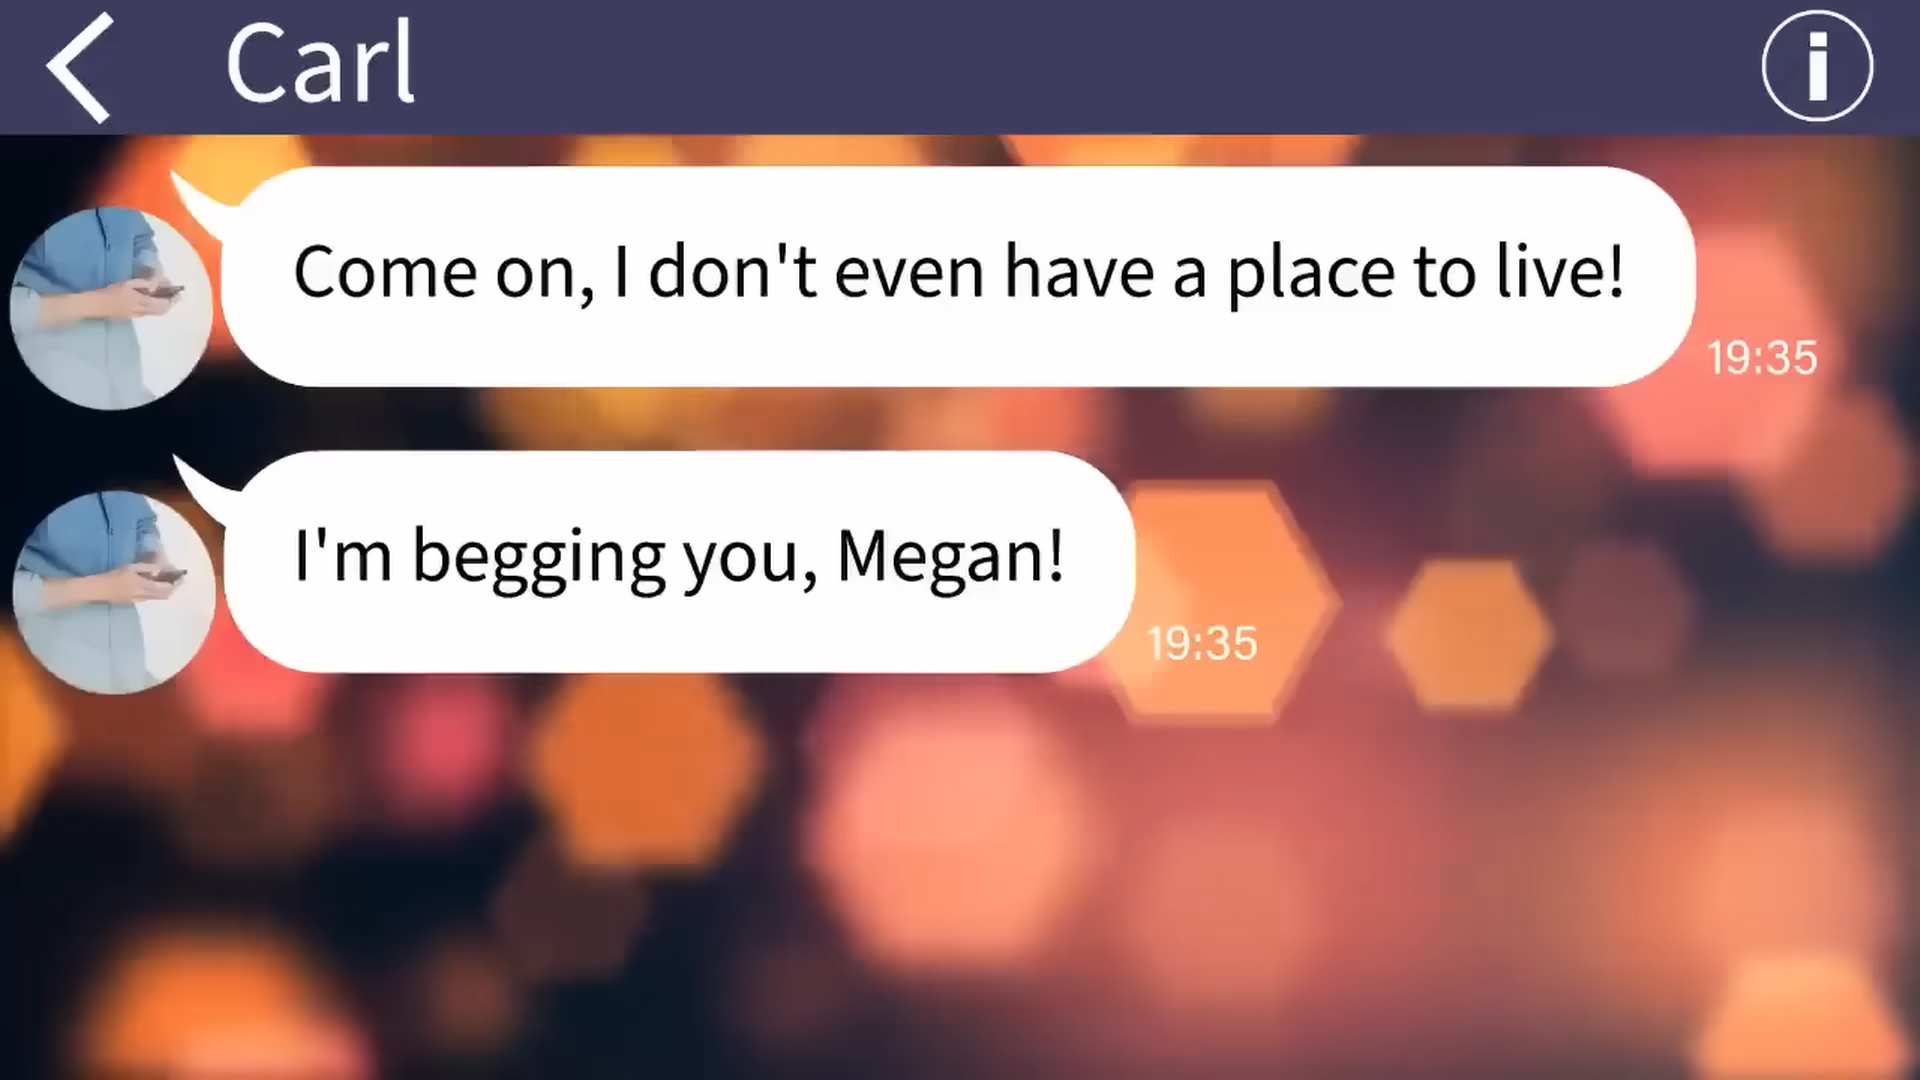 Carl
Come on, I don't even have a place to live!
19:35
I'm begging you, Megan!
19:35